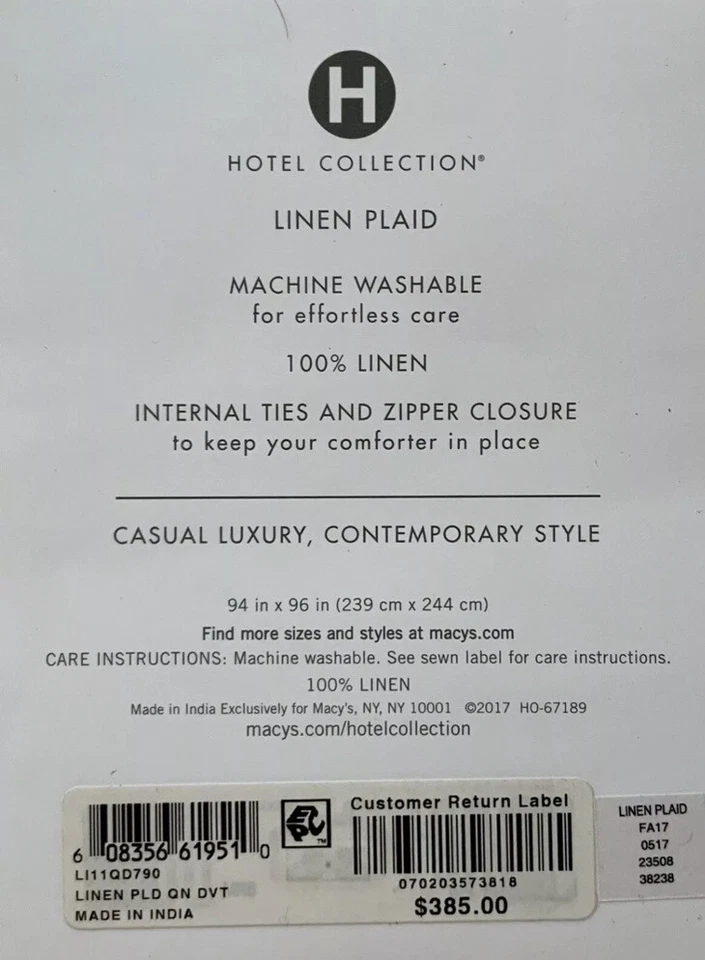 H
HOTEL COLLECTION®
LINEN PLAID
MACHINE WASHABLE
for effortless care
100% LINEN
INTERNAL TIES AND ZIPPER CLOSURE
to keep your comforter in place
CASUAL LUXURY, CONTEMPORARY STYLE
94 in x 96 in (239 cm x 244 cm)
Find more sizes and styles at macys.com
CARE INSTRUCTIONS: Machine washable. See sewn label for care instructions.
100% LINEN
Made in India Exclusively for Macy's, NY, NY 10001 ©2017 HO-67189
macys.com/hotelcollection
6 08356 61951 0
LI11QD790
LINEN PLD QN DVT
MADE IN INDIA
EPC™
Customer Return Label
070203573818
$385.00
LINEN PLAID
FA17
0517
23508
38238